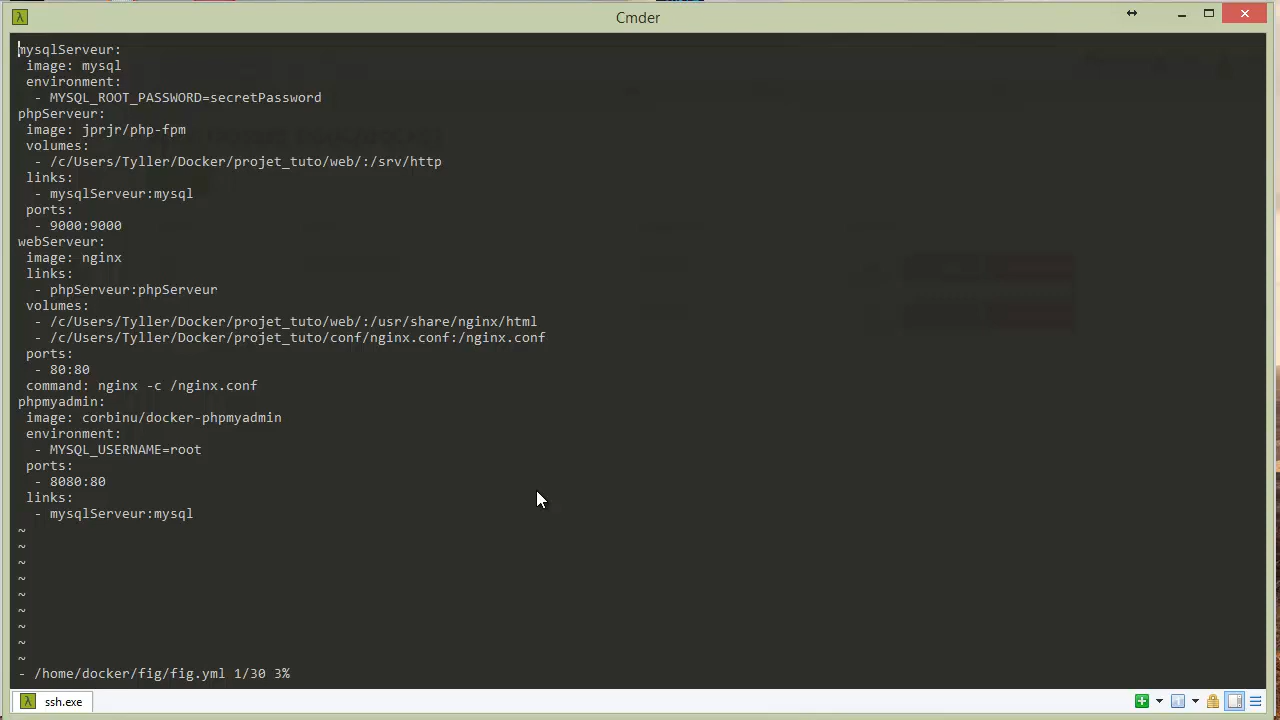 Cmder
mysqlServeur:
image: mysql
environment:
- MYSQL_ROOT_PASSWORD=secretPassword
phpServeur:
image: jprjr/php-fpm
volumes:
- /c/Users/Tyller/Docker/projet_tuto/web/:/srv/http
links:
- mysqlServeur:mysql
ports:
- 9000:9000
webServeur:
image: nginx
links:
- phpServeur:phpServeur
volumes:
- /c/Users/Tyller/Docker/projet_tuto/web/:/usr/share/nginx/html
- /c/Users/Tyller/Docker/projet_tuto/conf/nginx.conf:/nginx.conf
ports:
- 80:80
command: nginx -c /nginx.conf
phpmyadmin:
image: corbinu/docker-phpmyadmin
environment:
- MYSQL_USERNAME=root
ports:
- 8080:80
links:
- mysqlServeur:mysql
~
~
~
~
~
~
~
~
~
- /home/docker/fig/fig.yml 1/30 3%
ssh.exe